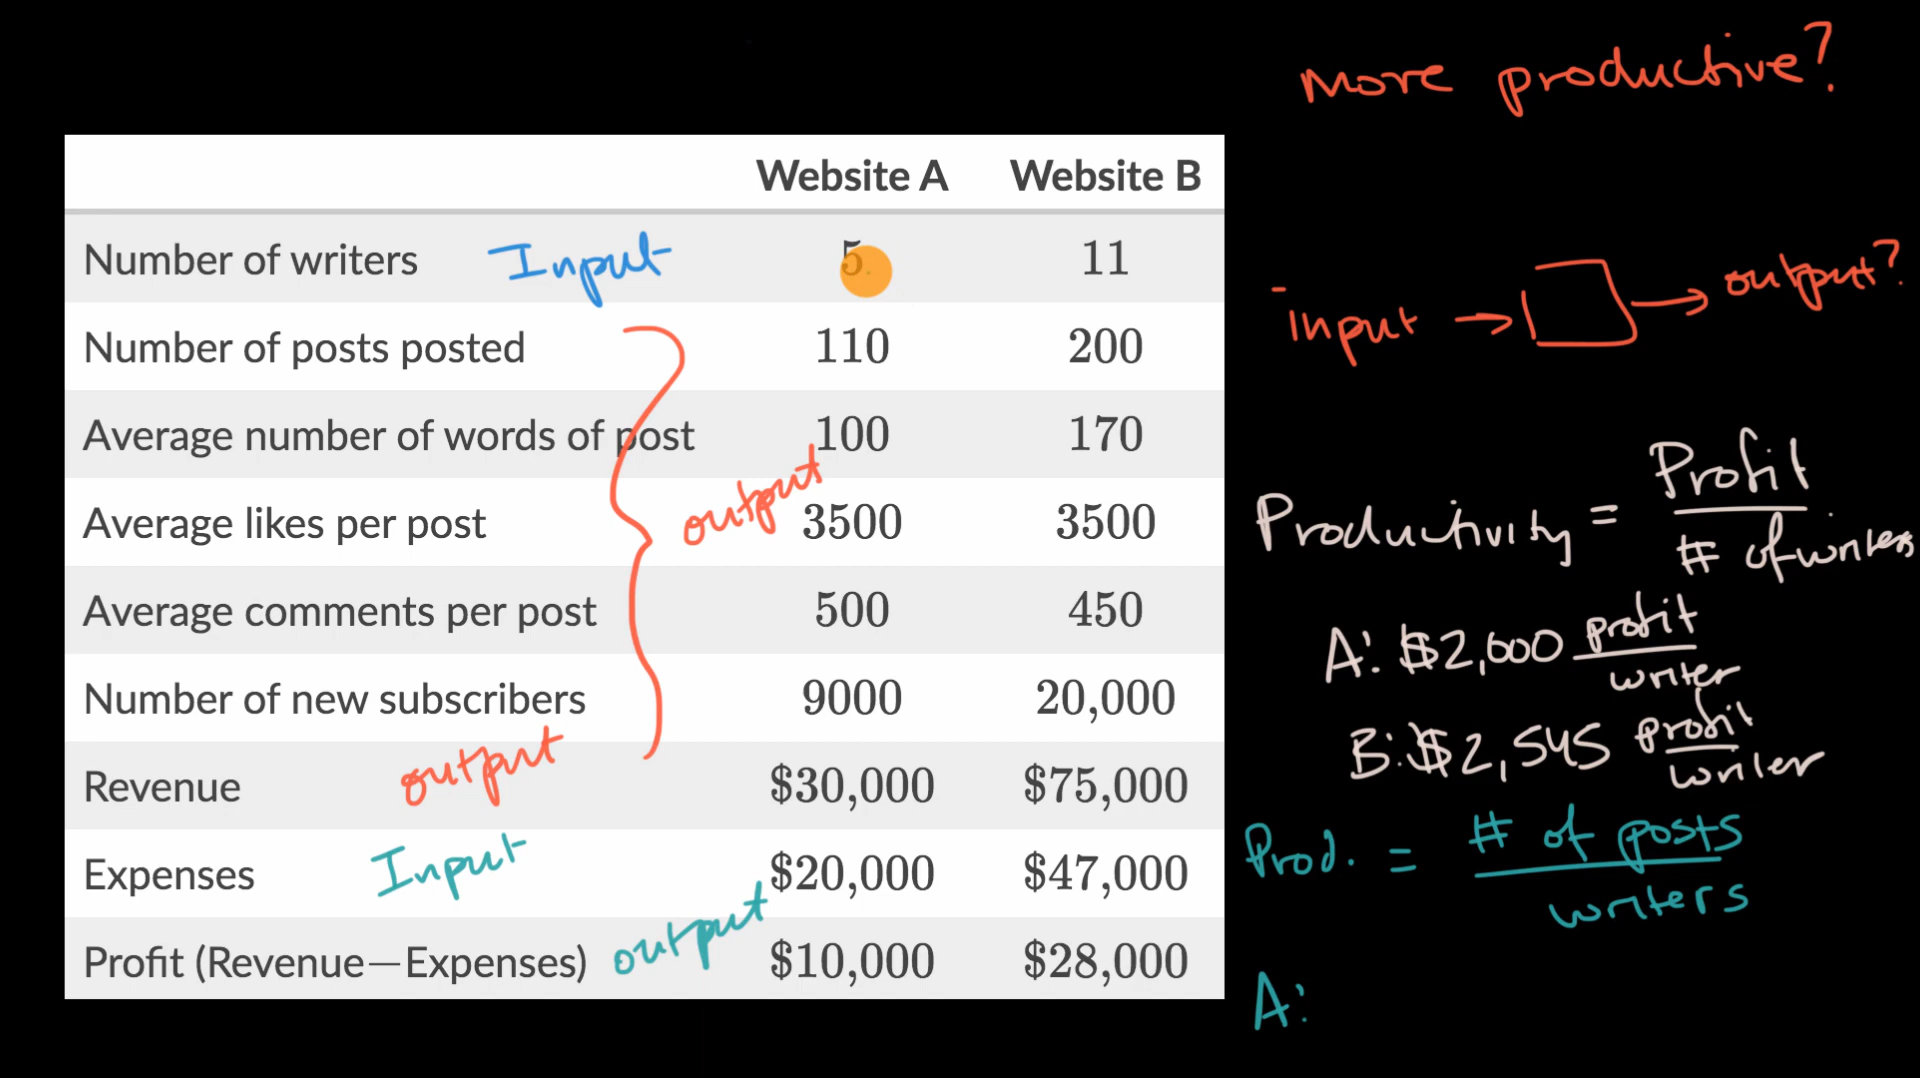 More productive?
Website A Website B
Number of writers Input 5 11
Number of posts posted 110 200
Average number of words of post 100 170
Average likes per post output 3500 3500
Average comments per post 500 450
Number of new subscribers 9000 20,000
Revenue output $30,000 $75,000
Expenses Input $20,000 $47,000
Profit (Revenue—Expenses) output $10,000 $28,000
input → → output?
Productivity = Profit
# of writers
A: $2,000 profit
writer
B: $2,545 profit
writer
Prod. = # of posts
writers
A: